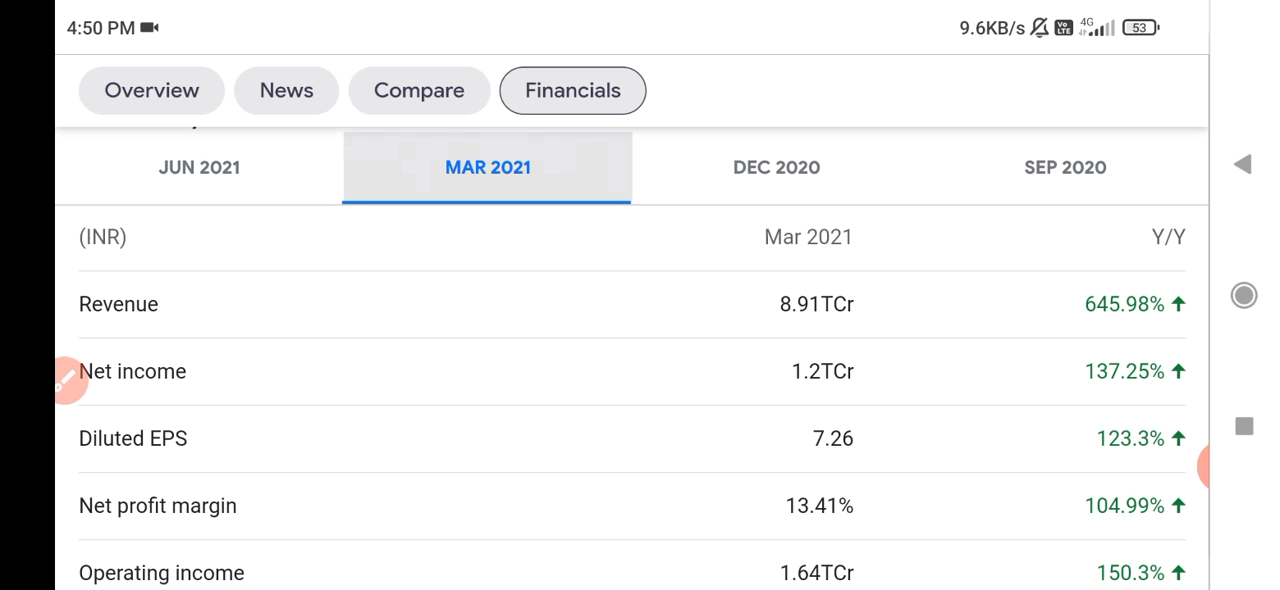 4:50 PM 9.6KB/s Vo LTE 4G 53
Overview News Compare Financials
JUN 2021 MAR 2021 DEC 2020 SEP 2020
(INR) Mar 2021 Y/Y
Revenue 8.91TCr 645.98%
Net income 1.2TCr 137.25%
Diluted EPS 7.26 123.3%
Net profit margin 13.41% 104.99%
Operating income 1.64TCr 150.3%